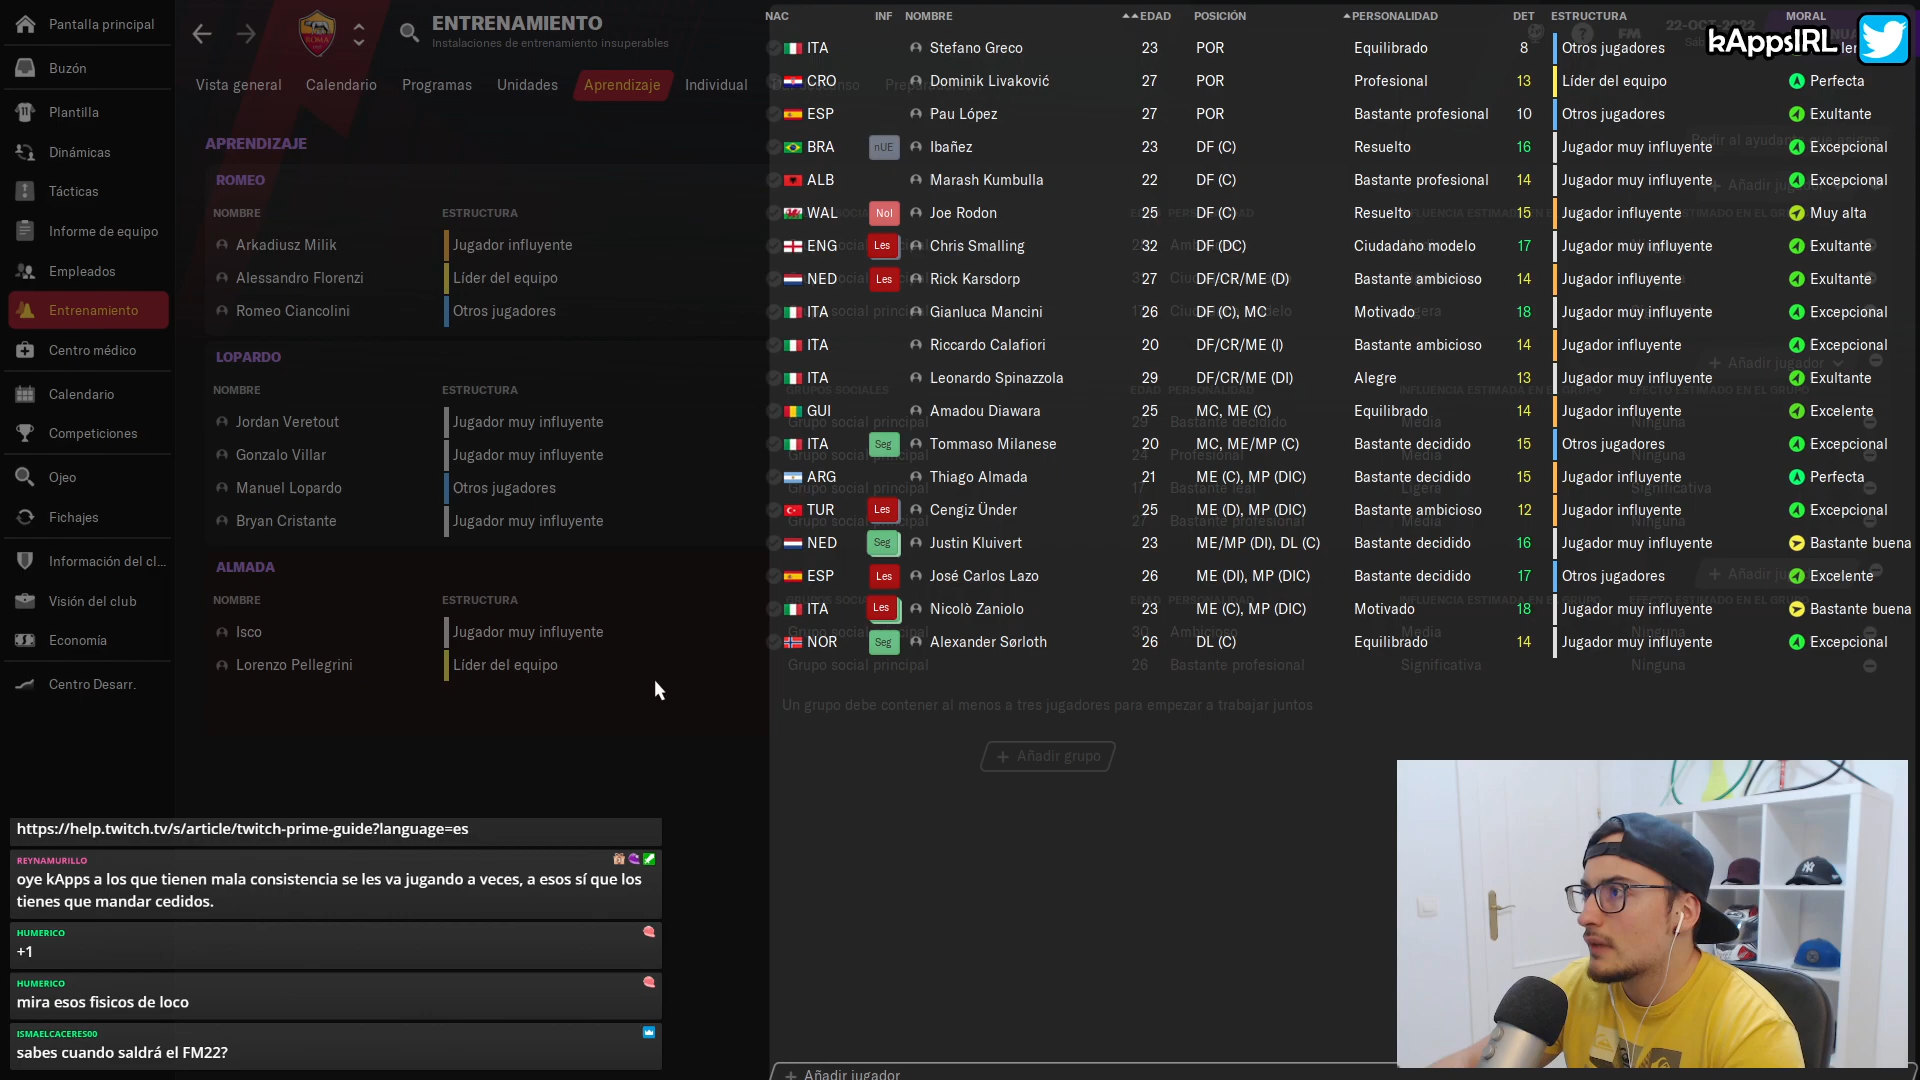 Pantalla principal
Buzón
Plantilla
Dinámicas
Tácticas
Informe de equipo
Empleados
Entrenamiento
Centro médico
Calendario
Competiciones
Ojeo
Fichajes
Información del cl...
Visión del club
Economía
Centro Desarr.
ENTRENAMIENTO
Instalaciones de entrenamiento insuperables
Vista general Calendario Programas Unidades Aprendizaje Individual
APRENDIZAJE
ROMEO
NOMBRE ESTRUCTURA
Arkadiusz Milik Jugador influyente
Alessandro Florenzi Líder del equipo
Romeo Ciancolini Otros jugadores
LOPARDO
NOMBRE ESTRUCTURA
Jordan Veretout Jugador muy influyente
Gonzalo Villar Jugador muy influyente
Manuel Lopardo Otros jugadores
Bryan Cristante Jugador muy influyente
ALMADA
NOMBRE ESTRUCTURA
Isco Jugador muy influyente
Lorenzo Pellegrini Líder del equipo
NAC INF NOMBRE EDAD POSICIÓN PERSONALIDAD DET ESTRUCTURA MORAL
22-OCT-2022
kAppsIRL
ITA Stefano Greco 23 POR Equilibrado 8 Otros jugadores
CRO Dominik Livaković 27 POR Profesional 13 Líder del equipo Perfecta
ESP Pau López 27 POR Bastante profesional 10 Otros jugadores Exultante
BRA nUE Ibañez 23 DF (C) Resuelto 16 Jugador muy influyente Excepcional
ALB Marash Kumbulla 22 DF (C) Bastante profesional 14 Jugador muy influyente Excepcional
WAL NoI Joe Rodon 25 DF (C) Resuelto 15 Jugador influyente Muy alta
ENG Les Chris Smalling 32 DF (DC) Ciudadano modelo 17 Jugador muy influyente Exultante
NED Les Rick Karsdorp 27 DF/CR/ME (D) Bastante ambicioso 14 Jugador influyente Exultante
ITA Gianluca Mancini 26 DF (C), MC Motivado 18 Jugador muy influyente Excepcional
ITA Riccardo Calafiori 20 DF/CR/ME (I) Bastante ambicioso 14 Jugador influyente Excepcional
ITA Leonardo Spinazzola 29 DF/CR/ME (DI) Alegre 13 Jugador muy influyente Exultante
GUI Amadou Diawara 25 MC, ME (C) Equilibrado 14 Jugador influyente Excelente
ITA Seg Tommaso Milanese 20 MC, ME/MP (C) Bastante decidido 15 Otros jugadores Excepcional
ARG Thiago Almada 21 ME (C), MP (DIC) Bastante decidido 15 Jugador influyente Perfecta
TUR Les Cengiz Ünder 25 ME (D), MP (DIC) Bastante ambicioso 12 Jugador influyente Excepcional
NED Seg Justin Kluivert 23 ME/MP (DI), DL (C) Bastante decidido 16 Jugador muy influyente Bastante buena
ESP Les José Carlos Lazo 26 ME (DI), MP (DIC) Bastante decidido 17 Otros jugadores Excelente
ITA Les Nicolò Zaniolo 23 ME (C), MP (DIC) Motivado 18 Jugador muy influyente Bastante buena
NOR Seg Alexander Sørloth 26 DL (C) Equilibrado 14 Jugador muy influyente Excepcional
Grupo social principal 26 Bastante profesional Significativa Ninguna
Un grupo debe contener al menos a tres jugadores para empezar a trabajar juntos
+ Añadir grupo
+ Añadir jugador
https://help.twitch.tv/s/article/twitch-prime-guide?language=es
REYNAMURILLO
oye kApps a los que tienen mala consistencia se les va jugando a veces, a esos sí que los
tienes que mandar cedidos.
HUMERICO
+1
HUMERICO
mira esos fisicos de loco
ISMAELCACERES00
sabes cuando saldrá el FM22?